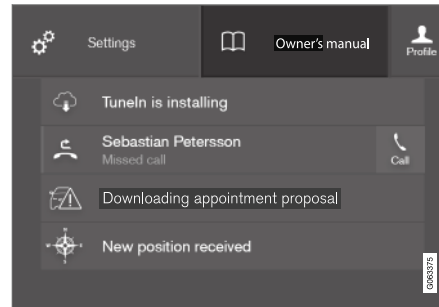 Settings
Owner's manual
Profile
TuneIn is installing
Sebastian Petersson
Missed call
Call
Downloading appointment proposal
New position received
G063375